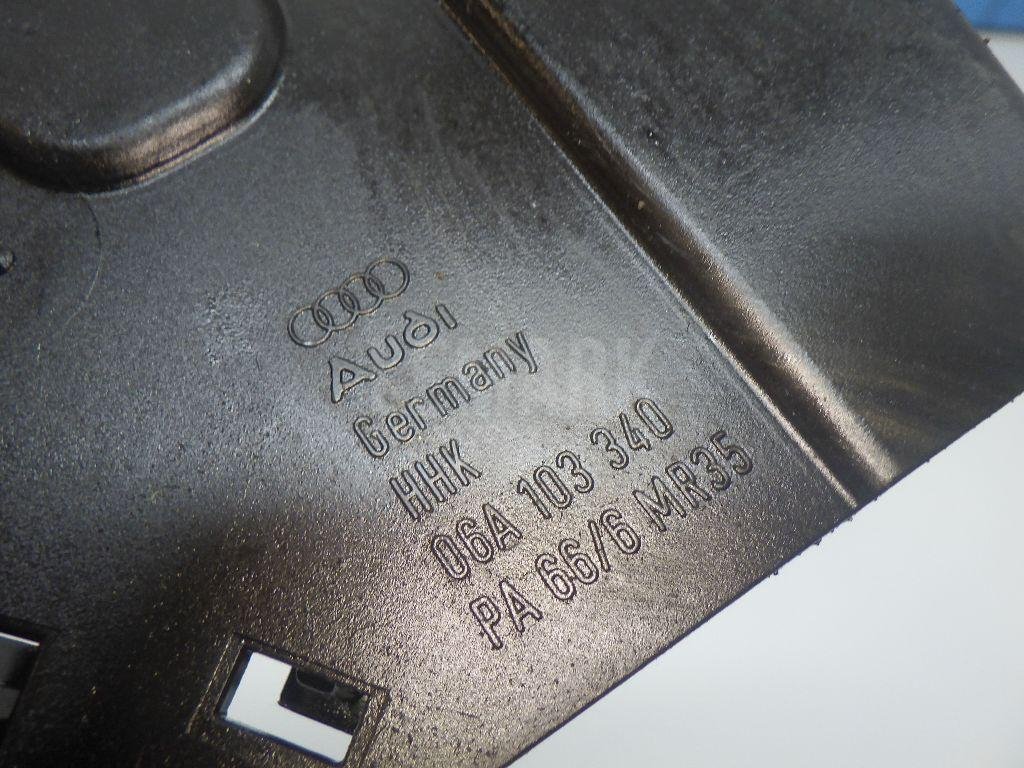 Audi
Germany
HHK
06A 103 340
PA 66/6 MR35